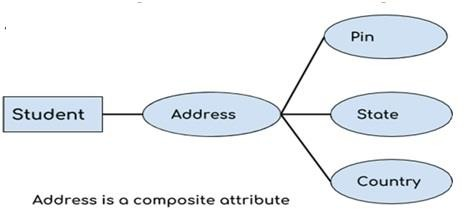 Pin
Student
Address
State
Country
Address is a composite attribute